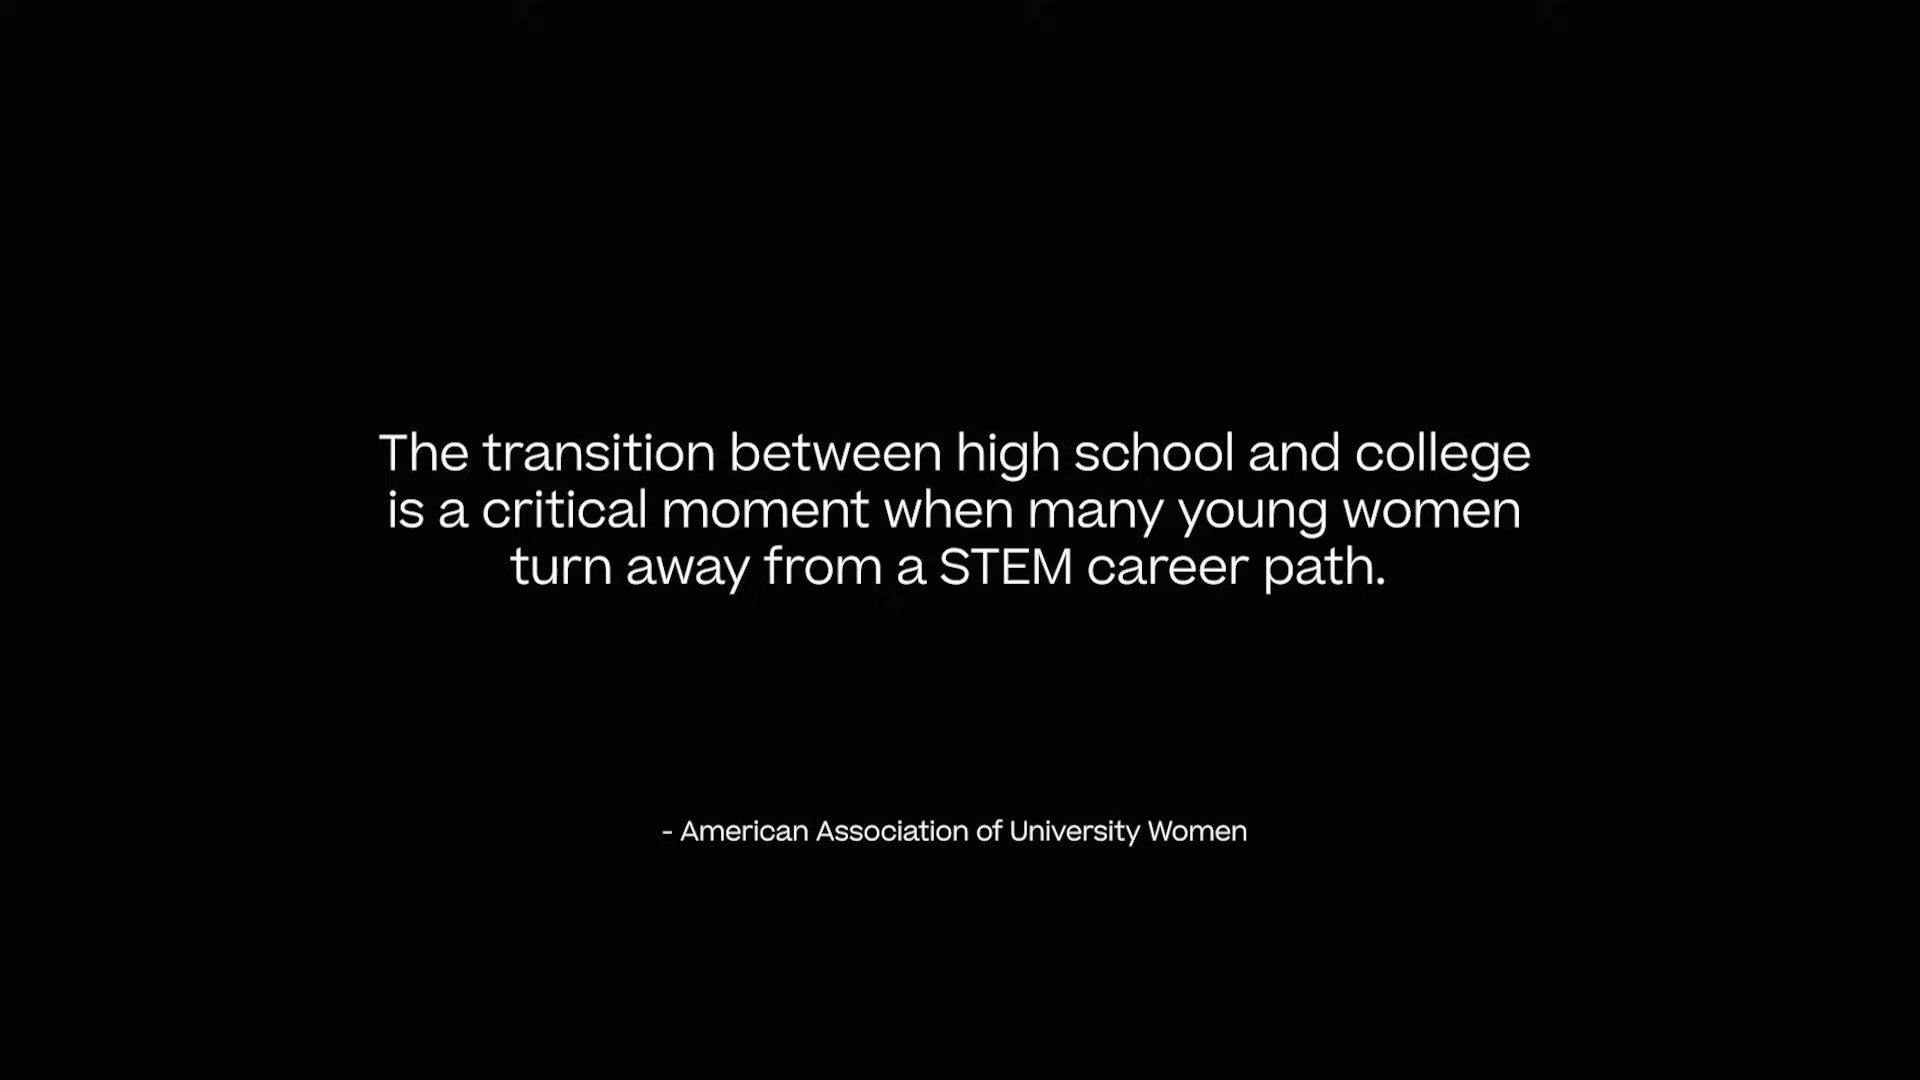 The transition between high school and college
is a critical moment when many young women
turn away from a STEM career path.
- American Association of University Women